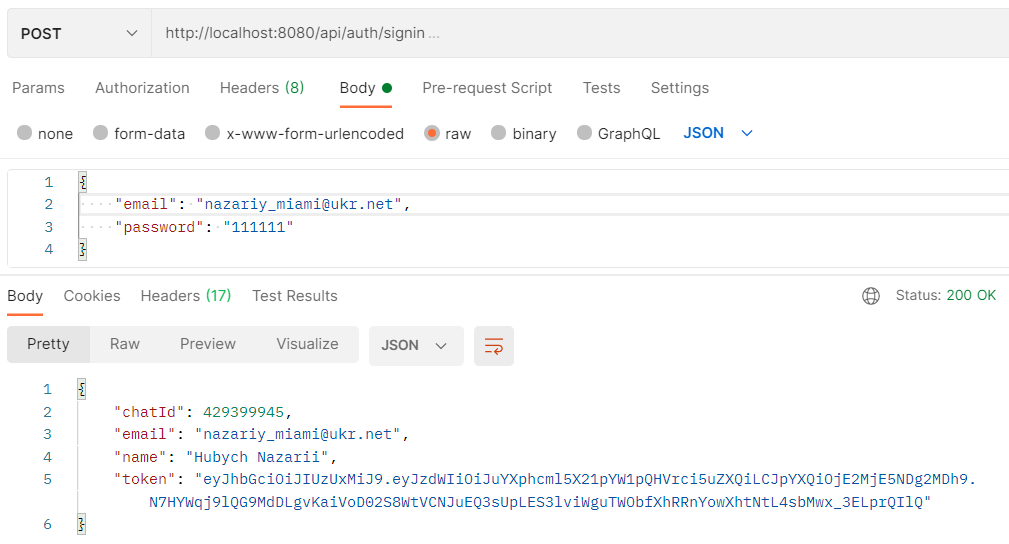 POST http://localhost:8080/api/auth/signin ...
Params Authorization Headers (8) Body Pre-request Script Tests Settings
none form-data x-www-form-urlencoded raw binary GraphQL JSON
1 {
2 ····"email":·"nazariy_miami@ukr.net",
3 ····"password":·"111111"
4 }
Body Cookies Headers (17) Test Results Status: 200 OK
Pretty Raw Preview Visualize JSON
1 {
2 "chatId": 429399945,
3 "email": "nazariy_miami@ukr.net",
4 "name": "Hubych Nazarii",
5 "token": "eyJhbGciOiJIUzUxMiJ9.eyJzdWIiOiJuYXphcml5X21pYW1pQHVrci5uZXQiLCJpYXQiOjE2MjE5NDg2MDh9.
N7HYWqj9lQG9MdDLgvKaiVoD02S8WtVCNJuEQ3sUpLES3lviWguTWObfXhRRnYowXhtNtL4sbMwx_3ELprQIlQ"
6 }